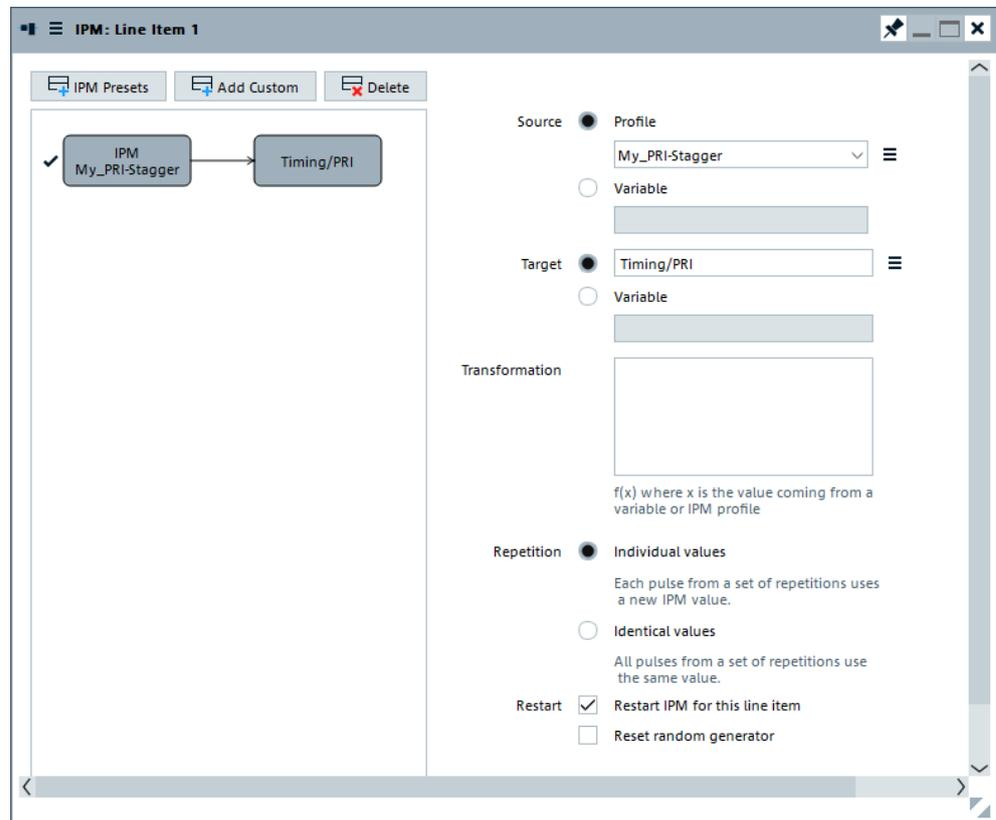 IPM: Line Item 1
IPM Presets
Add Custom
Delete
IPM
My_PRI-Stagger
Timing/PRI
Source
Profile
My_PRI-Stagger
Variable
Target
Timing/PRI
Variable
Transformation
f(x) where x is the value coming from a
variable or IPM profile
Repetition
Individual values
Each pulse from a set of repetitions uses
a new IPM value.
Identical values
All pulses from a set of repetitions use
the same value.
Restart
Restart IPM for this line item
Reset random generator